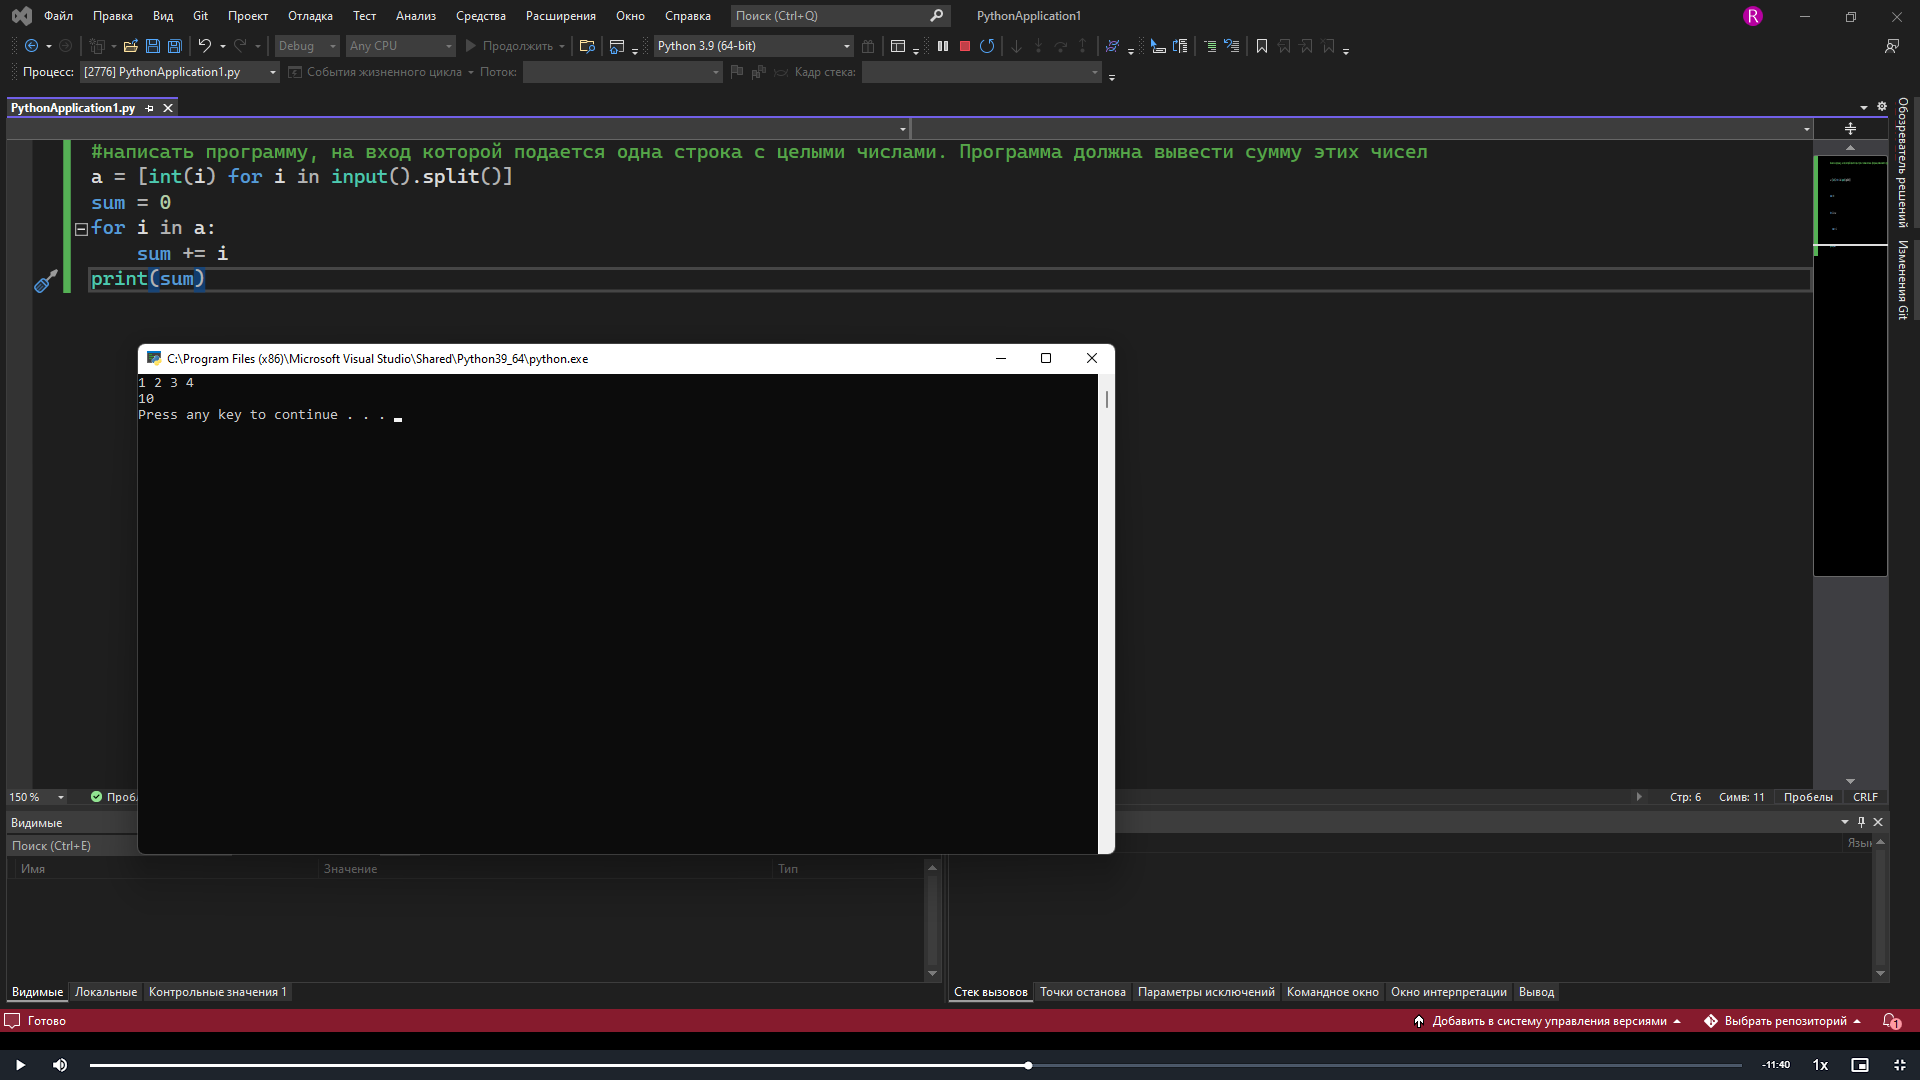 Файл Правка Вид Git Проект Отладка Тест Анализ Средства Расширения Окно Справка Поиск (Ctrl+Q) PythonApplication1 R
Debug Any CPU Продолжить Python 3.9 (64-bit)
Процесс: [2776] PythonApplication1.py События жизненного цикла Поток: Кадр стека:
PythonApplication1.py
#написать программу, на вход которой подается одна строка с целыми числами. Программа должна вывести сумму этих чисел
a = [int(i) for i in input().split()]
sum = 0
for i in a:
sum += i
print(sum)
Обозреватель решений
Изменения Git
C:\Program Files (x86)\Microsoft Visual Studio\Shared\Python39_64\python.exe
1 2 3 4
10
Press any key to continue . . .
150 % Стр: 6 Симв: 11 Пробелы CRLF
Видимые
Поиск (Ctrl+E)
Имя Значение Тип
Видимые Локальные Контрольные значения 1
Стек вызовов Точки останова Параметры исключений Командное окно Окно интерпретации Вывод
Готово Добавить в систему управления версиями Выбрать репозиторий 1
-11:40 1x